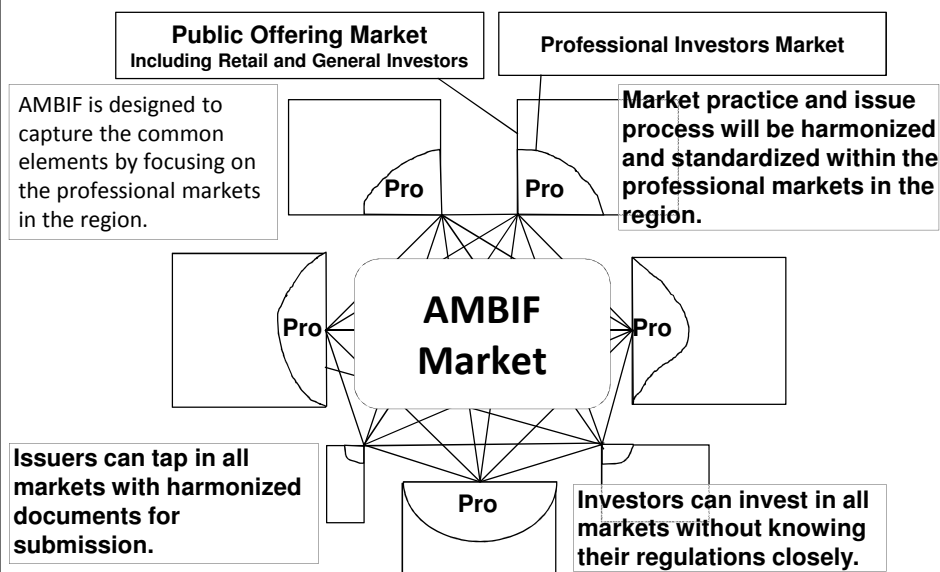 Public Offering Market
Including Retail and General Investors
Professional Investors Market
AMBIF is designed to
capture the common
elements by focusing on
the professional markets
in the region.
Market practice and issue
process will be harmonized
and standardized within the
professional markets in the
region.
Pro
Pro
Pro
AMBIF
Market
Pro
Issuers can tap in all
markets with harmonized
documents for
submission.
Pro
Investors can invest in all
markets without knowing
their regulations closely.